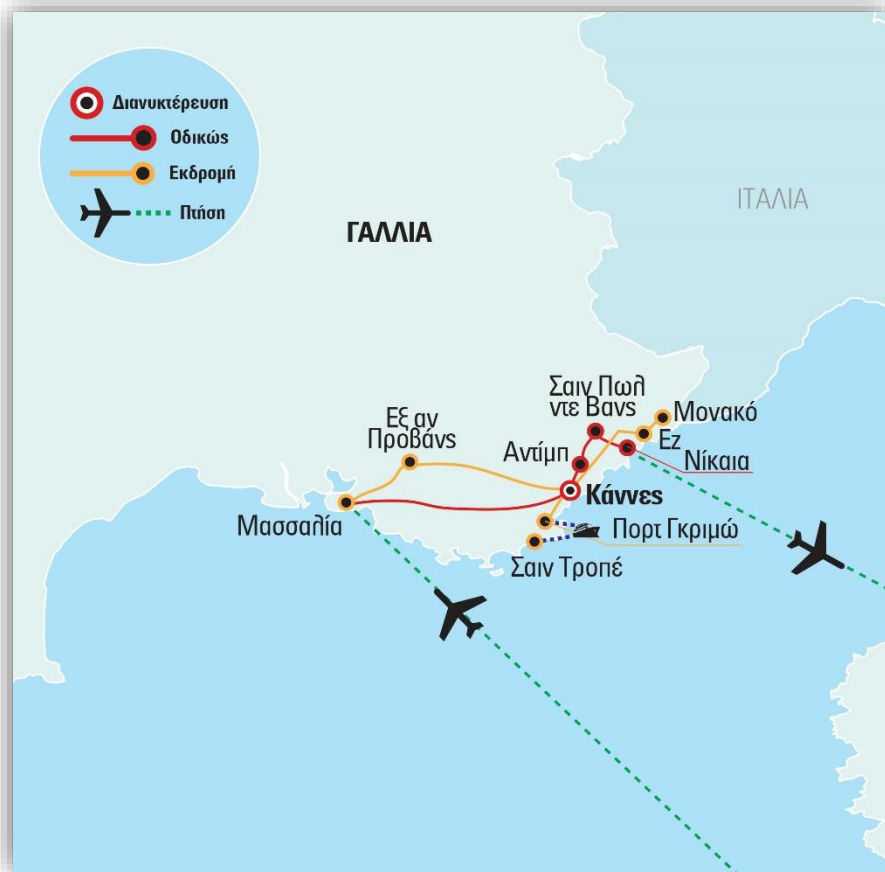 Διανυκτέρευση
Οδικώς
Εκδρομή
Πτήση
ΓΑΛΛΙΑ
ΙΤΑΛΙΑ
Σαιν Πωλ
ντε Βανς
Μονακό
Εξ αν
Προβάνς
Αντίμπ
Εζ
Νίκαια
Κάννες
Μασσαλία
Πορτ Γκριμώ
Σαιν Τροπέ